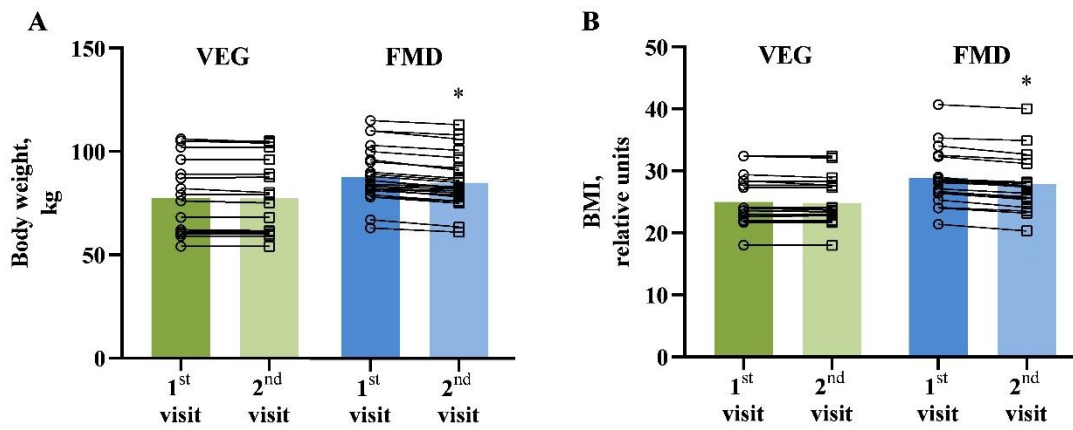 A
VEG
FMD
*
150
100
50
0
Body weight,
kg
1st
visit
2nd
visit
1st
visit
2nd
visit
B
VEG
FMD
*
50
40
30
20
10
0
BMI,
relative units
1st
visit
2nd
visit
1st
visit
2nd
visit